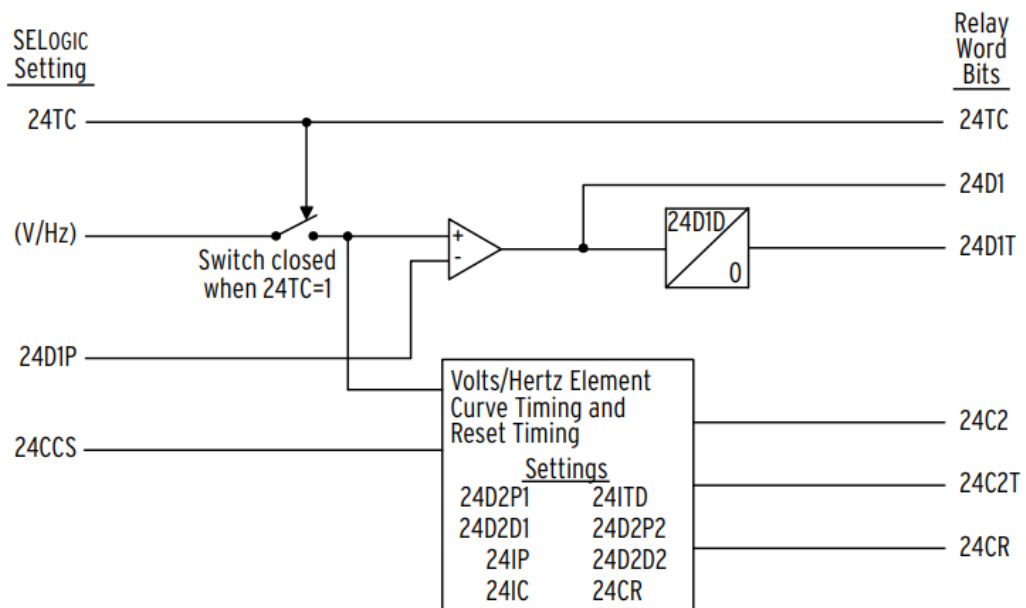 SELOGIC
Setting
Relay
Word
Bits
24TC
24TC
24D1
(V/Hz)
24D1D
0
24D1T
Switch closed
when 24TC=1
+
-
24D1P
Volts/Hertz Element
Curve Timing and
Reset Timing
24CCS
Settings
24D2P1 24ITD
24D2D1 24D2P2
24IP 24D2D2
24IC 24CR
24C2
24C2T
24CR